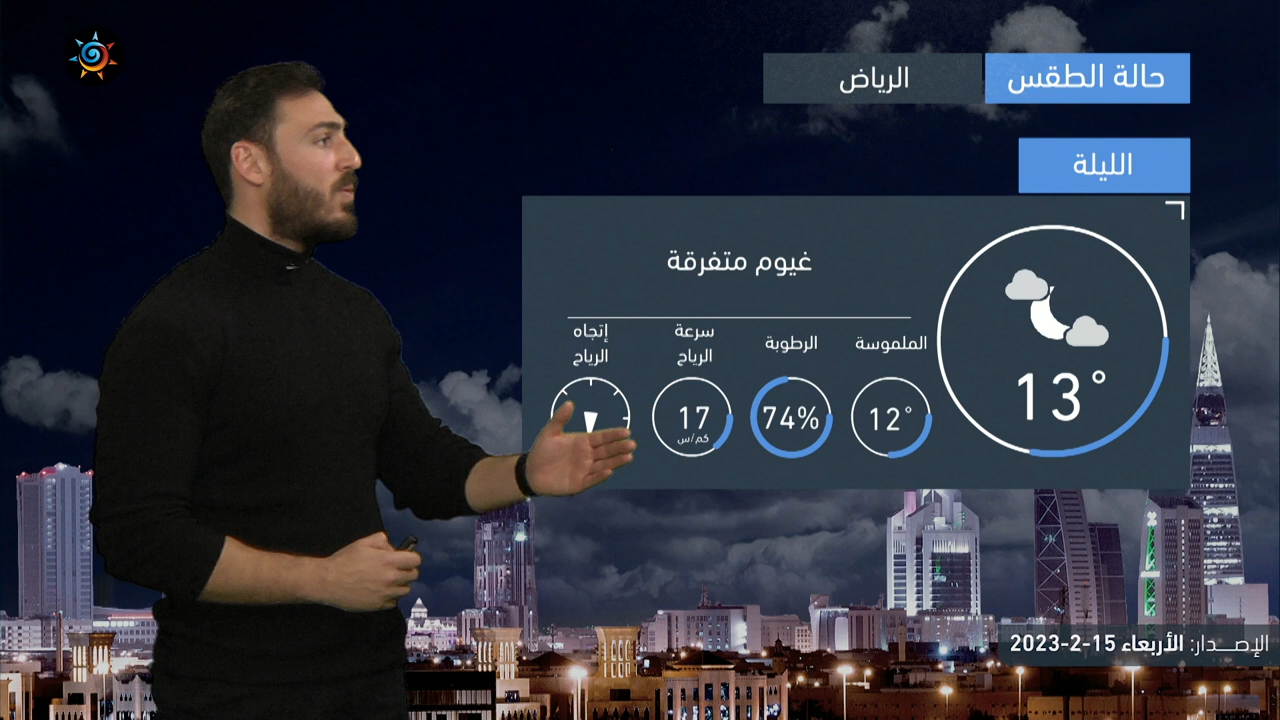 حالة الطقس
الرياض
الليلة
غيوم متفرقة
13°
الملموسة
12°
الرطوبة
74%
سرعة
الرياح
17
كم/س
إتجاه
الرياح
الإصـــدار: الأربعاء 15-2-2023